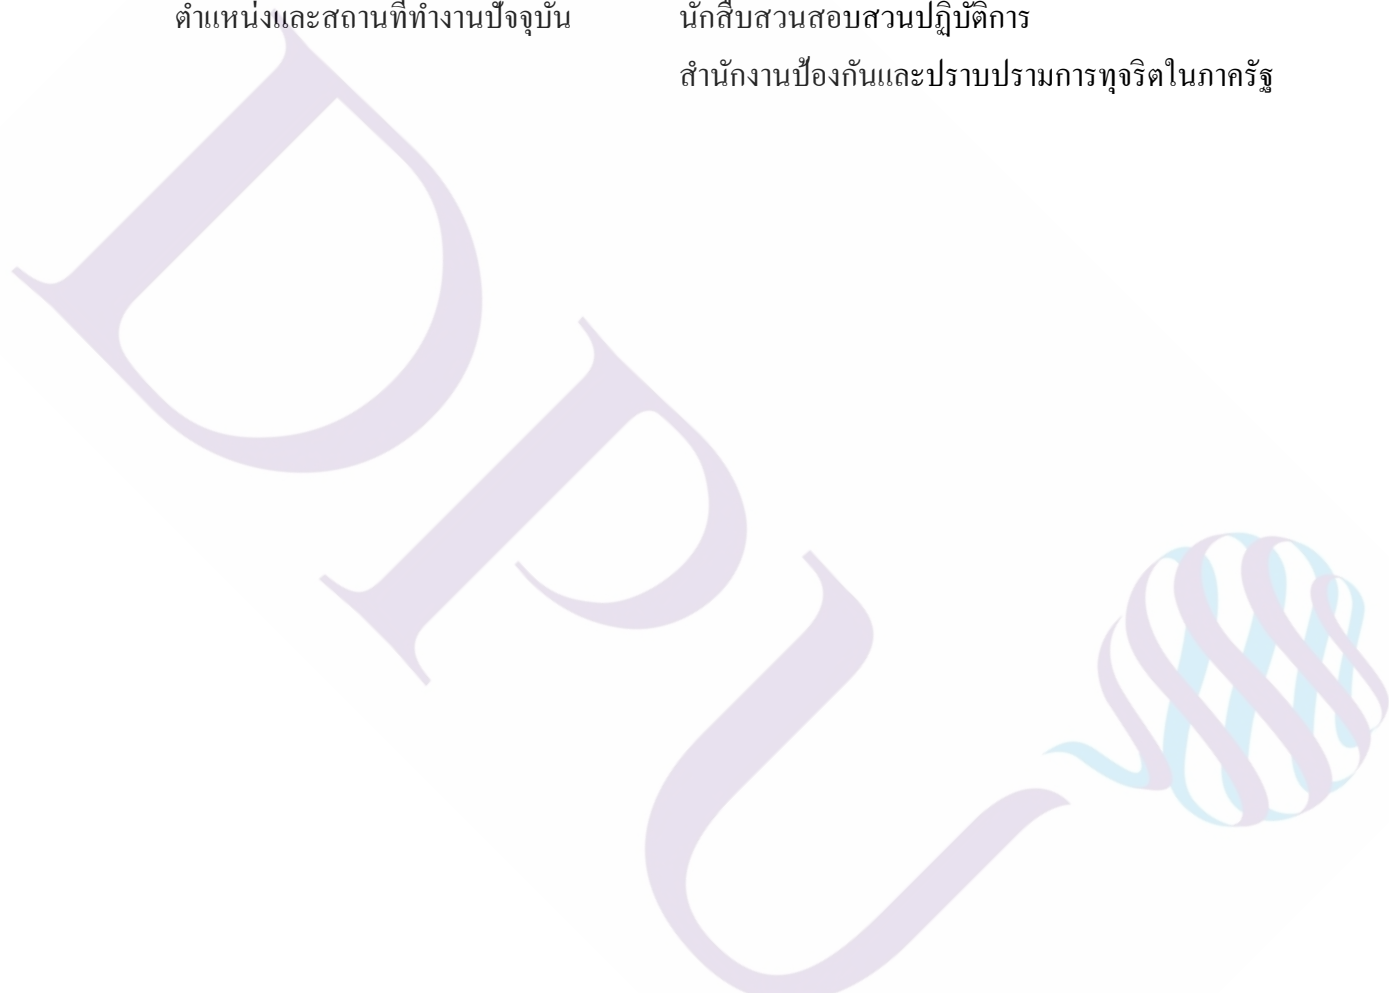 ตำแหน่งและสถานที่ทำงานปัจจุบัน นักสืบสวนสอบสวนปฏิบัติการ
สำนักงานป้องกันและปราบปรามการทุจริตในภาครัฐ
DPU